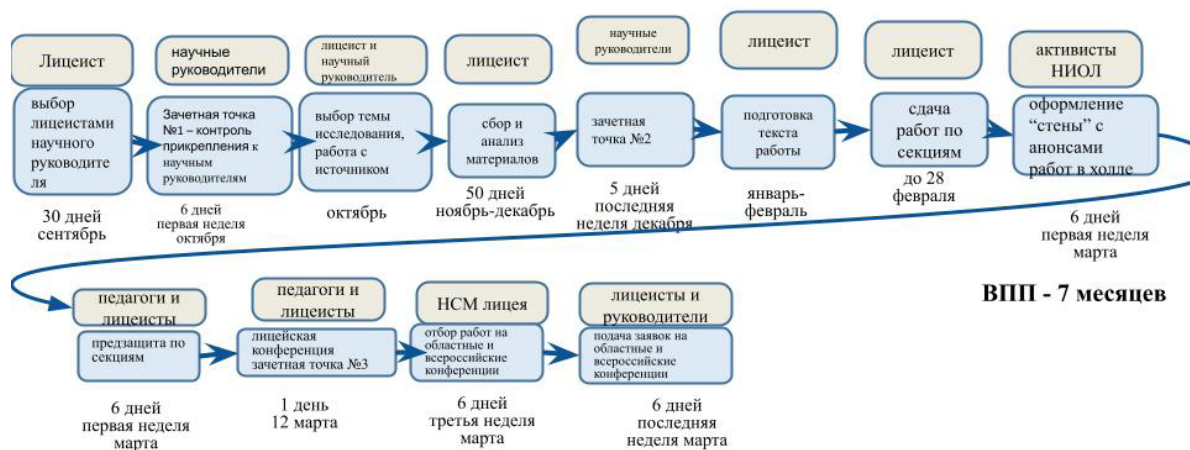 Лицеист
выбор
лицеистами
научного
руководите
ля
30 дней
сентябрь
научные
руководители
Зачетная точка
№1 – контроль
прикрепления к
научным
руководителям
6 дней
первая неделя
октября
лицеист и
научный
руководитель
выбор темы
исследования,
работа с
источником
октябрь
лицеист
сбор и
анализ
материалов
50 дней
ноябрь-декабрь
научные
руководители
зачетная
точка №2
5 дней
последняя
неделя декабря
лицеист
подготовка
текста
работы
январь-
февраль
лицеист
сдача
работ по
секциям
до 28
февраля
активисты
НИОЛ
оформление
“стены” с
анонсами
работ в холле
6 дней
первая неделя
марта
ВПП - 7 месяцев
педагоги и
лицеисты
предзащита по
секциям
6 дней
первая неделя
марта
педагоги и
лицеисты
лицейская
конференция
зачетная точка №3
1 день
12 марта
НСМ лицея
отбор работ на
областные и
всероссийские
конференции
6 дней
третья неделя
марта
лицеисты и
руководители
подача заявок на
областные и
всероссийские
конференции
6 дней
последняя
неделя марта